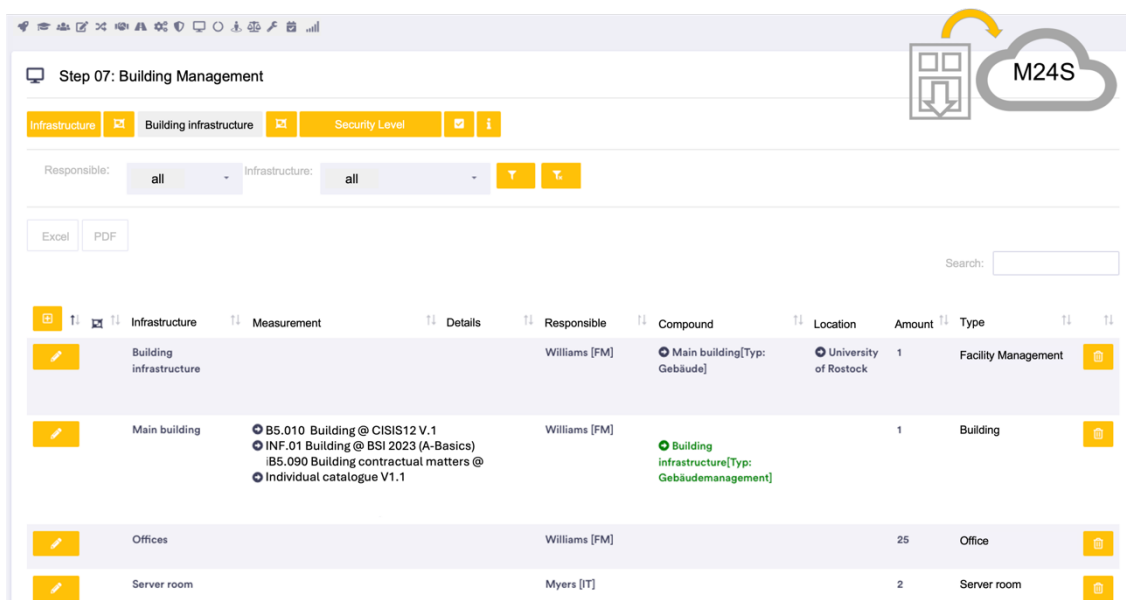 M24S
Step 07: Building Management
Infrastructure Building infrastructure Security Level i
Responsible: all Infrastructure: all
Excel PDF
Search:
Infrastructure Measurement Details Responsible Compound Location Amount Type
Building Williams [FM] Main building[Typ: University 1 Facility Management
infrastructure Gebäude] of Rostock
Main building B5.010 Building @ CISIS12 V.1 Williams [FM] 1 Building
INF.01 Building @ BSI 2023 (A-Basics) Building
iB5.090 Building contractual matters @ infrastructure[Typ:
Individual catalogue V1.1 Gebäudemanagement]
Offices Williams [FM] 25 Office
Server room Myers [IT] 2 Server room